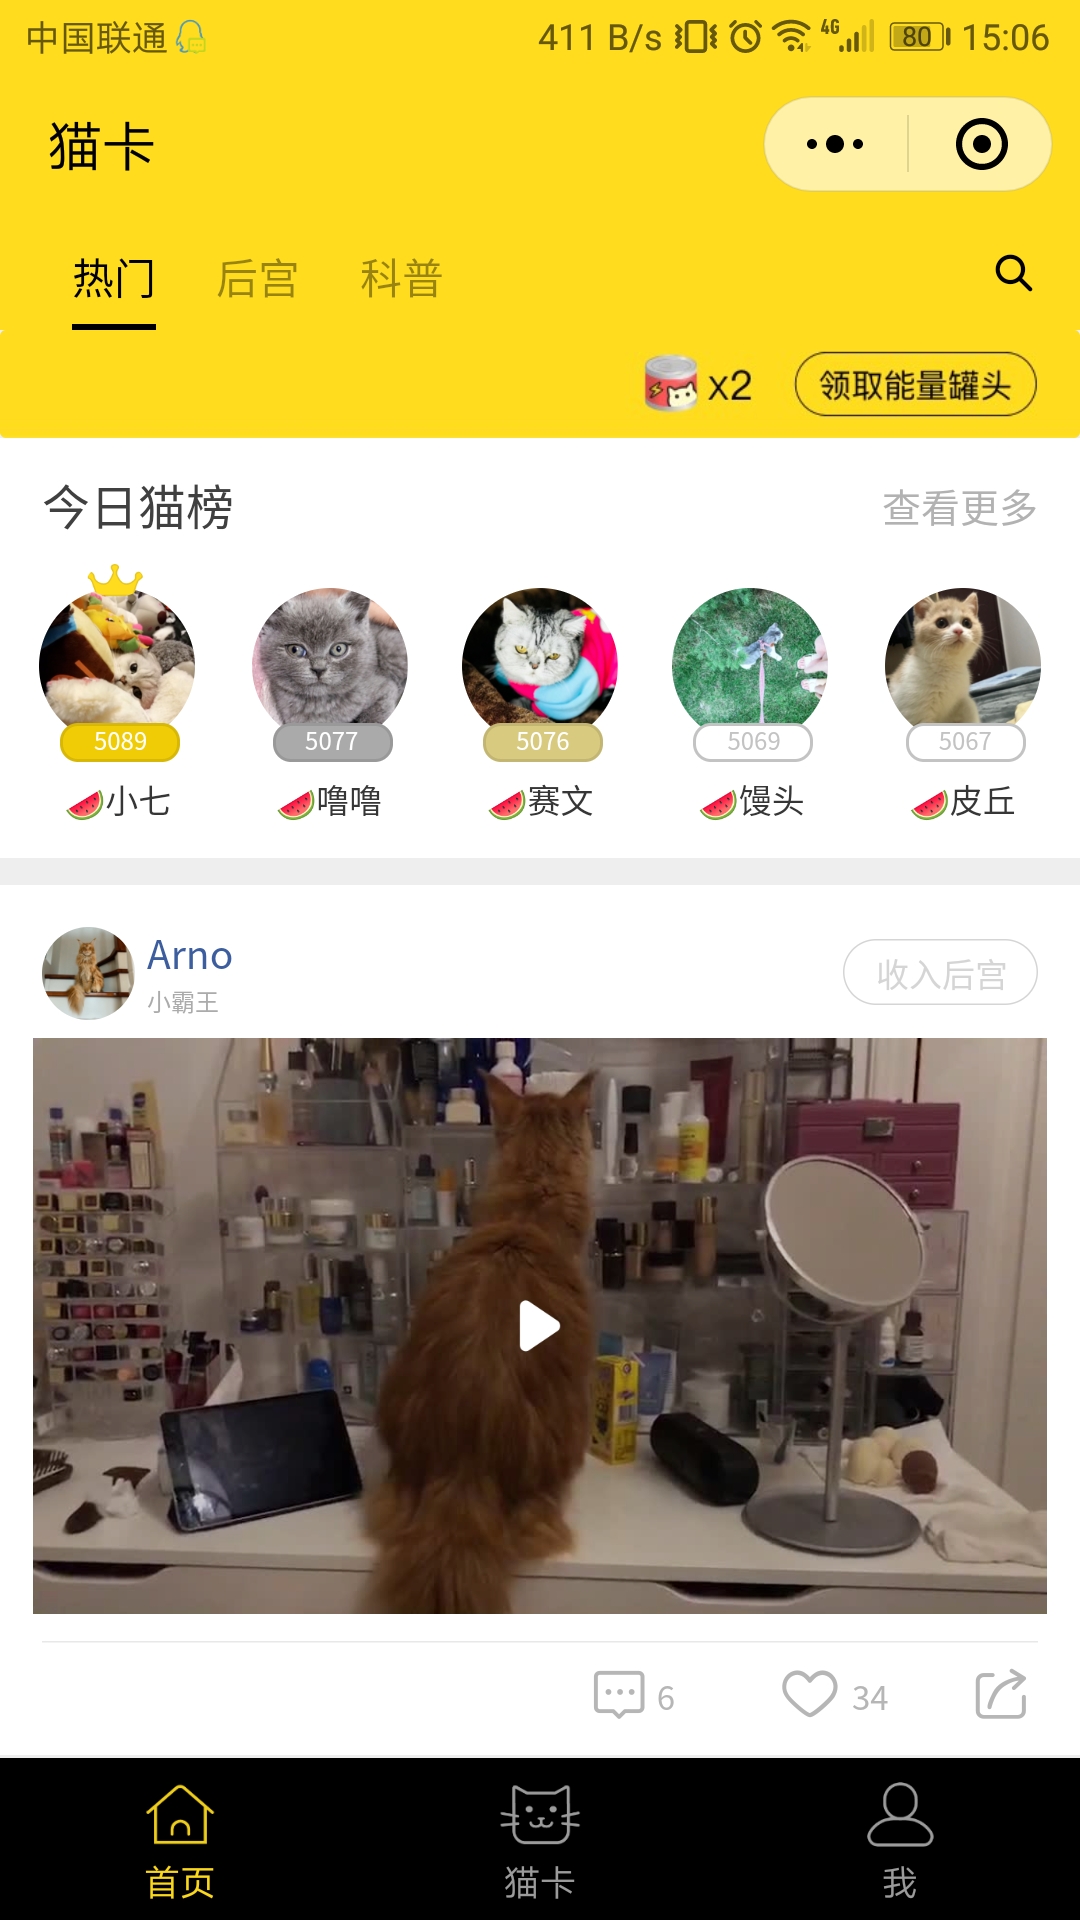 中国联通 411 B/s 4G 80 15:06
猫卡
热门 后宫 科普
x2 领取能量罐头
今日猫榜 查看更多
5089 5077 5076 5069 5067
🍉小七 🍉噜噜 🍉赛文 🍉馒头 🍉皮丘
Arno
小霸王
收入后宫
6 34
首页 猫卡 我